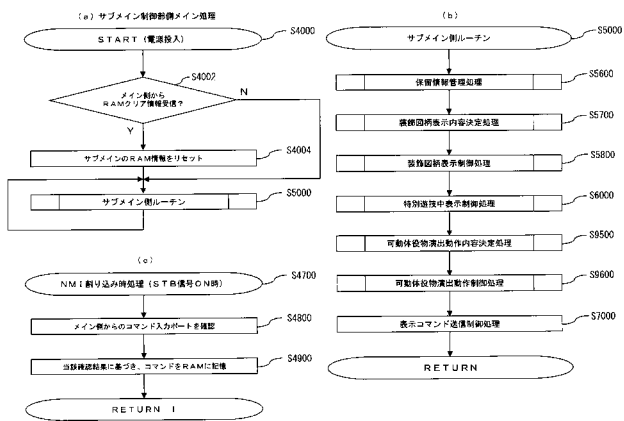 (a) サブメイン制御部側メイン処理
START (電源投入)
S4000
S4002
メイン側から
RAMクリア情報受信?
N
Y
S4004
サブメインのRAM情報をリセット
S5000
サブメイン側ルーチン
(b)
サブメイン側ルーチン
S5000
S5600
保留情報管理処理
S5700
装飾図柄表示内容決定処理
S5800
装飾図柄表示制御処理
S6000
特別遊技中表示制御処理
S9500
可動体役物演出動作内容決定処理
S9600
可動体役物演出動作制御処理
S7000
表示コマンド送信制御処理
RETURN
(c)
NMI割り込み時処理 (STB信号ON時)
S4700
S4800
メイン側からのコマンド入力ポートを確認
S4900
当該確認結果に基づき、コマンドをRAMに記憶
RETURN I